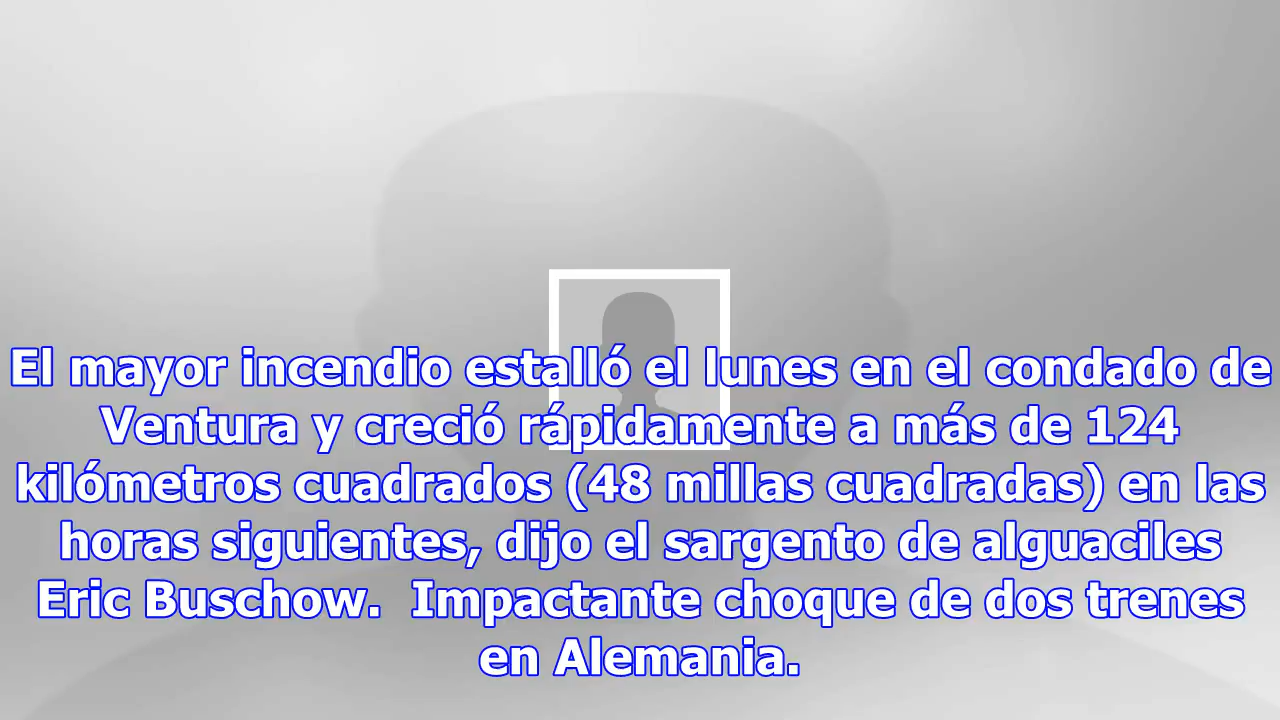 El mayor incendio estalló el lunes en el condado de
Ventura y creció rápidamente a más de 124
kilómetros cuadrados (48 millas cuadradas) en las
horas siguientes, dijo el sargento de alguaciles
Eric Buschow.  Impactante choque de dos trenes
en Alemania.